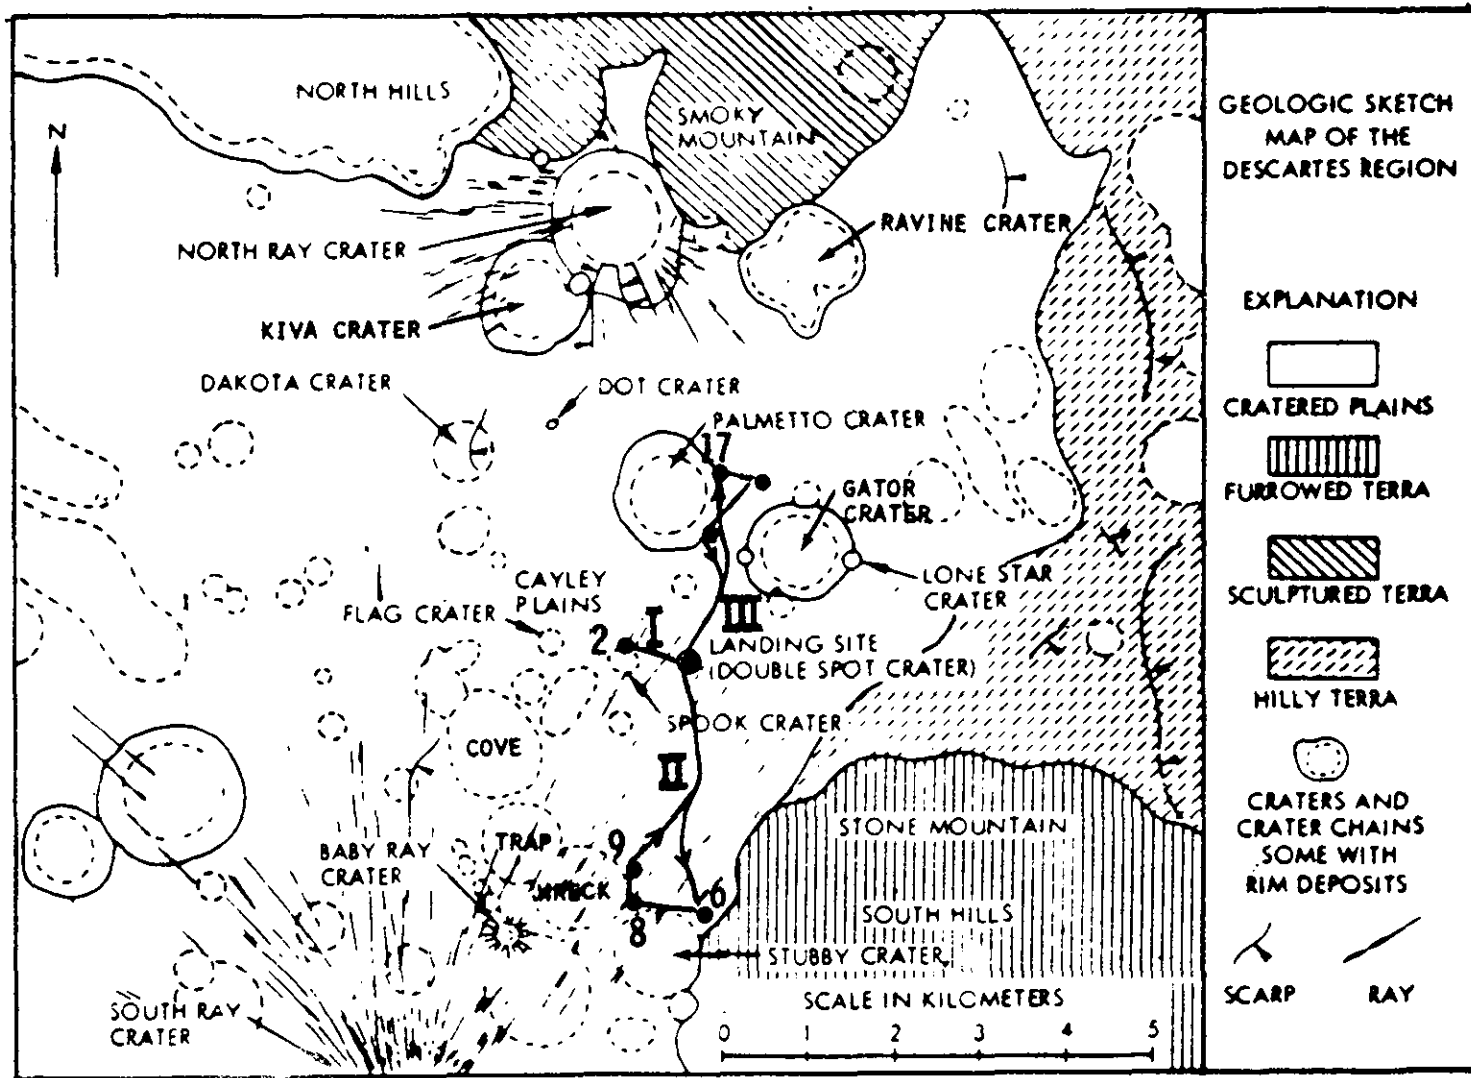 NORTH HILLS
N
SMOKY
MOUNTAIN
NORTH RAY CRATER
RAVINE CRATER
KIVA CRATER
DAKOTA CRATER
DOT CRATER
PALMETTO CRATER
17
GATOR
CRATER
CAYLEY
PLAINS
LONE STAR
CRATER
FLAG CRATER
2
I
III
LANDING SITE
(DOUBLE SPOT CRATER)
SPOOK CRATER
COVE
II
STONE MOUNTAIN
BABY RAY
CRATER
TRAP
9
WRECK
6
8
SOUTH HILLS
STUBBY CRATER
SOUTH RAY
CRATER
SCALE IN KILOMETERS
0 1 2 3 4 5
GEOLOGIC SKETCH
MAP OF THE
DESCARTES REGION
EXPLANATION
CRATERED PLAINS
FURROWED TERRA
SCULPTURED TERRA
HILLY TERRA
CRATERS AND
CRATER CHAINS
SOME WITH
RIM DEPOSITS
SCARP RAY